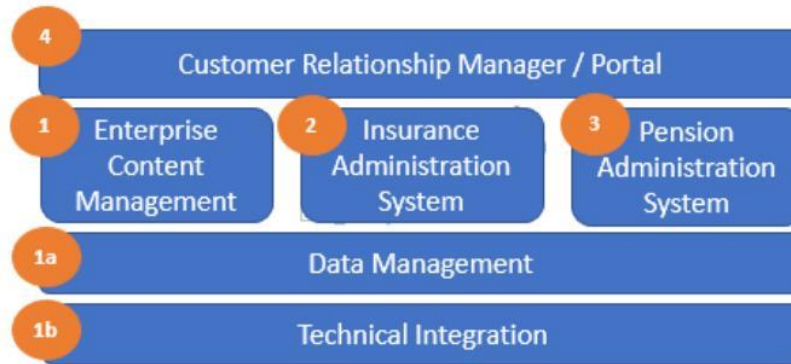 4
Customer Relationship Manager / Portal
1
Enterprise
Content
Management
2
Insurance
Administration
System
3
Pension
Administration
System
1a
Data Management
1b
Technical Integration